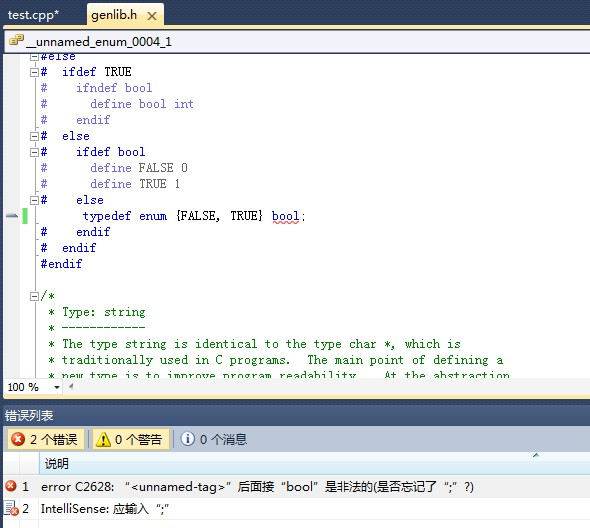 test.cpp*
genlib.h
__unnamed_enum_0004_1
#else
# ifdef TRUE
# ifndef bool
# define bool int
# endif
# else
# ifdef bool
# define FALSE 0
# define TRUE 1
# else
typedef enum {FALSE, TRUE} bool;
# endif
# endif
#endif
/*
* Type: string
* ------------
* The type string is identical to the type char *, which is
* traditionally used in C programs. The main point of defining a
* new type is to improve program readability. At the abstraction
100 %
错误列表
2 个错误 0 个警告 0 个消息
说明
1 error C2628: “<unnamed-tag>”后面接“bool”是非法的(是否忘记了“;”?)
2 IntelliSense: 应输入“;”